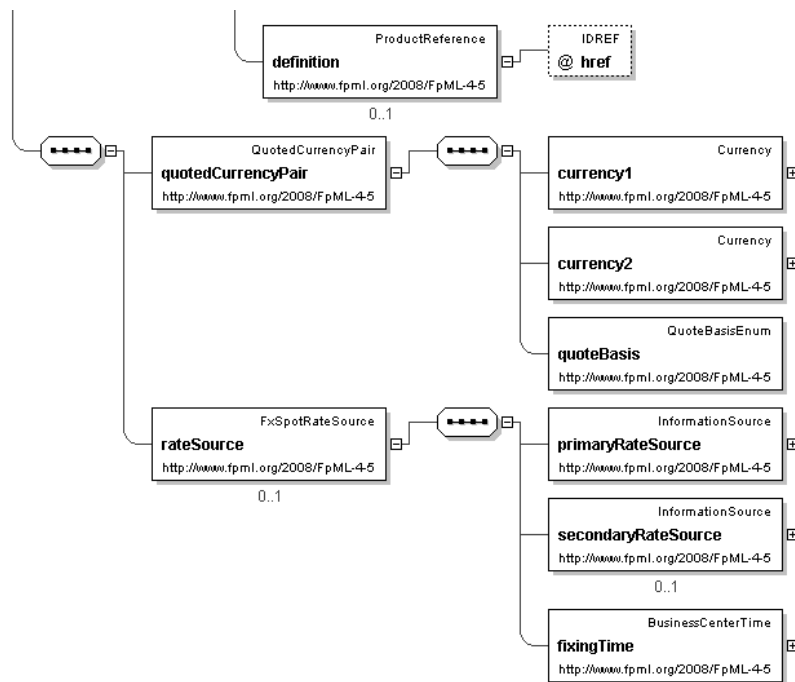 ProductReference
definition
http://www.fpml.org/2008/FpML-4-5
0..1
IDREF
@ href
QuotedCurrencyPair
quotedCurrencyPair
http://www.fpml.org/2008/FpML-4-5
Currency
currency1
http://www.fpml.org/2008/FpML-4-5
Currency
currency2
http://www.fpml.org/2008/FpML-4-5
QuoteBasisEnum
quoteBasis
http://www.fpml.org/2008/FpML-4-5
FxSpotRateSource
rateSource
http://www.fpml.org/2008/FpML-4-5
0..1
InformationSource
primaryRateSource
http://www.fpml.org/2008/FpML-4-5
InformationSource
secondaryRateSource
http://www.fpml.org/2008/FpML-4-5
0..1
BusinessCenterTime
fixingTime
http://www.fpml.org/2008/FpML-4-5